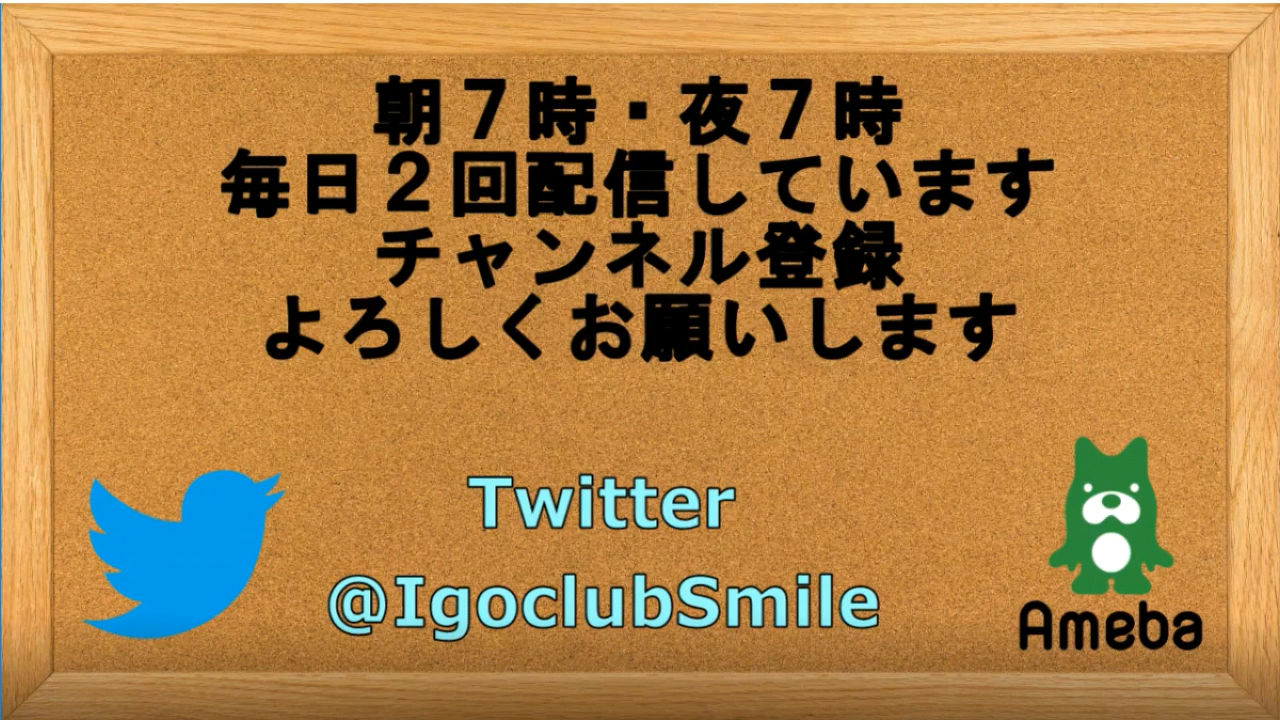 朝７時・夜７時
毎日２回配信しています
チャンネル登録
よろしくお願いします
Twitter
@IgoclubSmile
Ameba